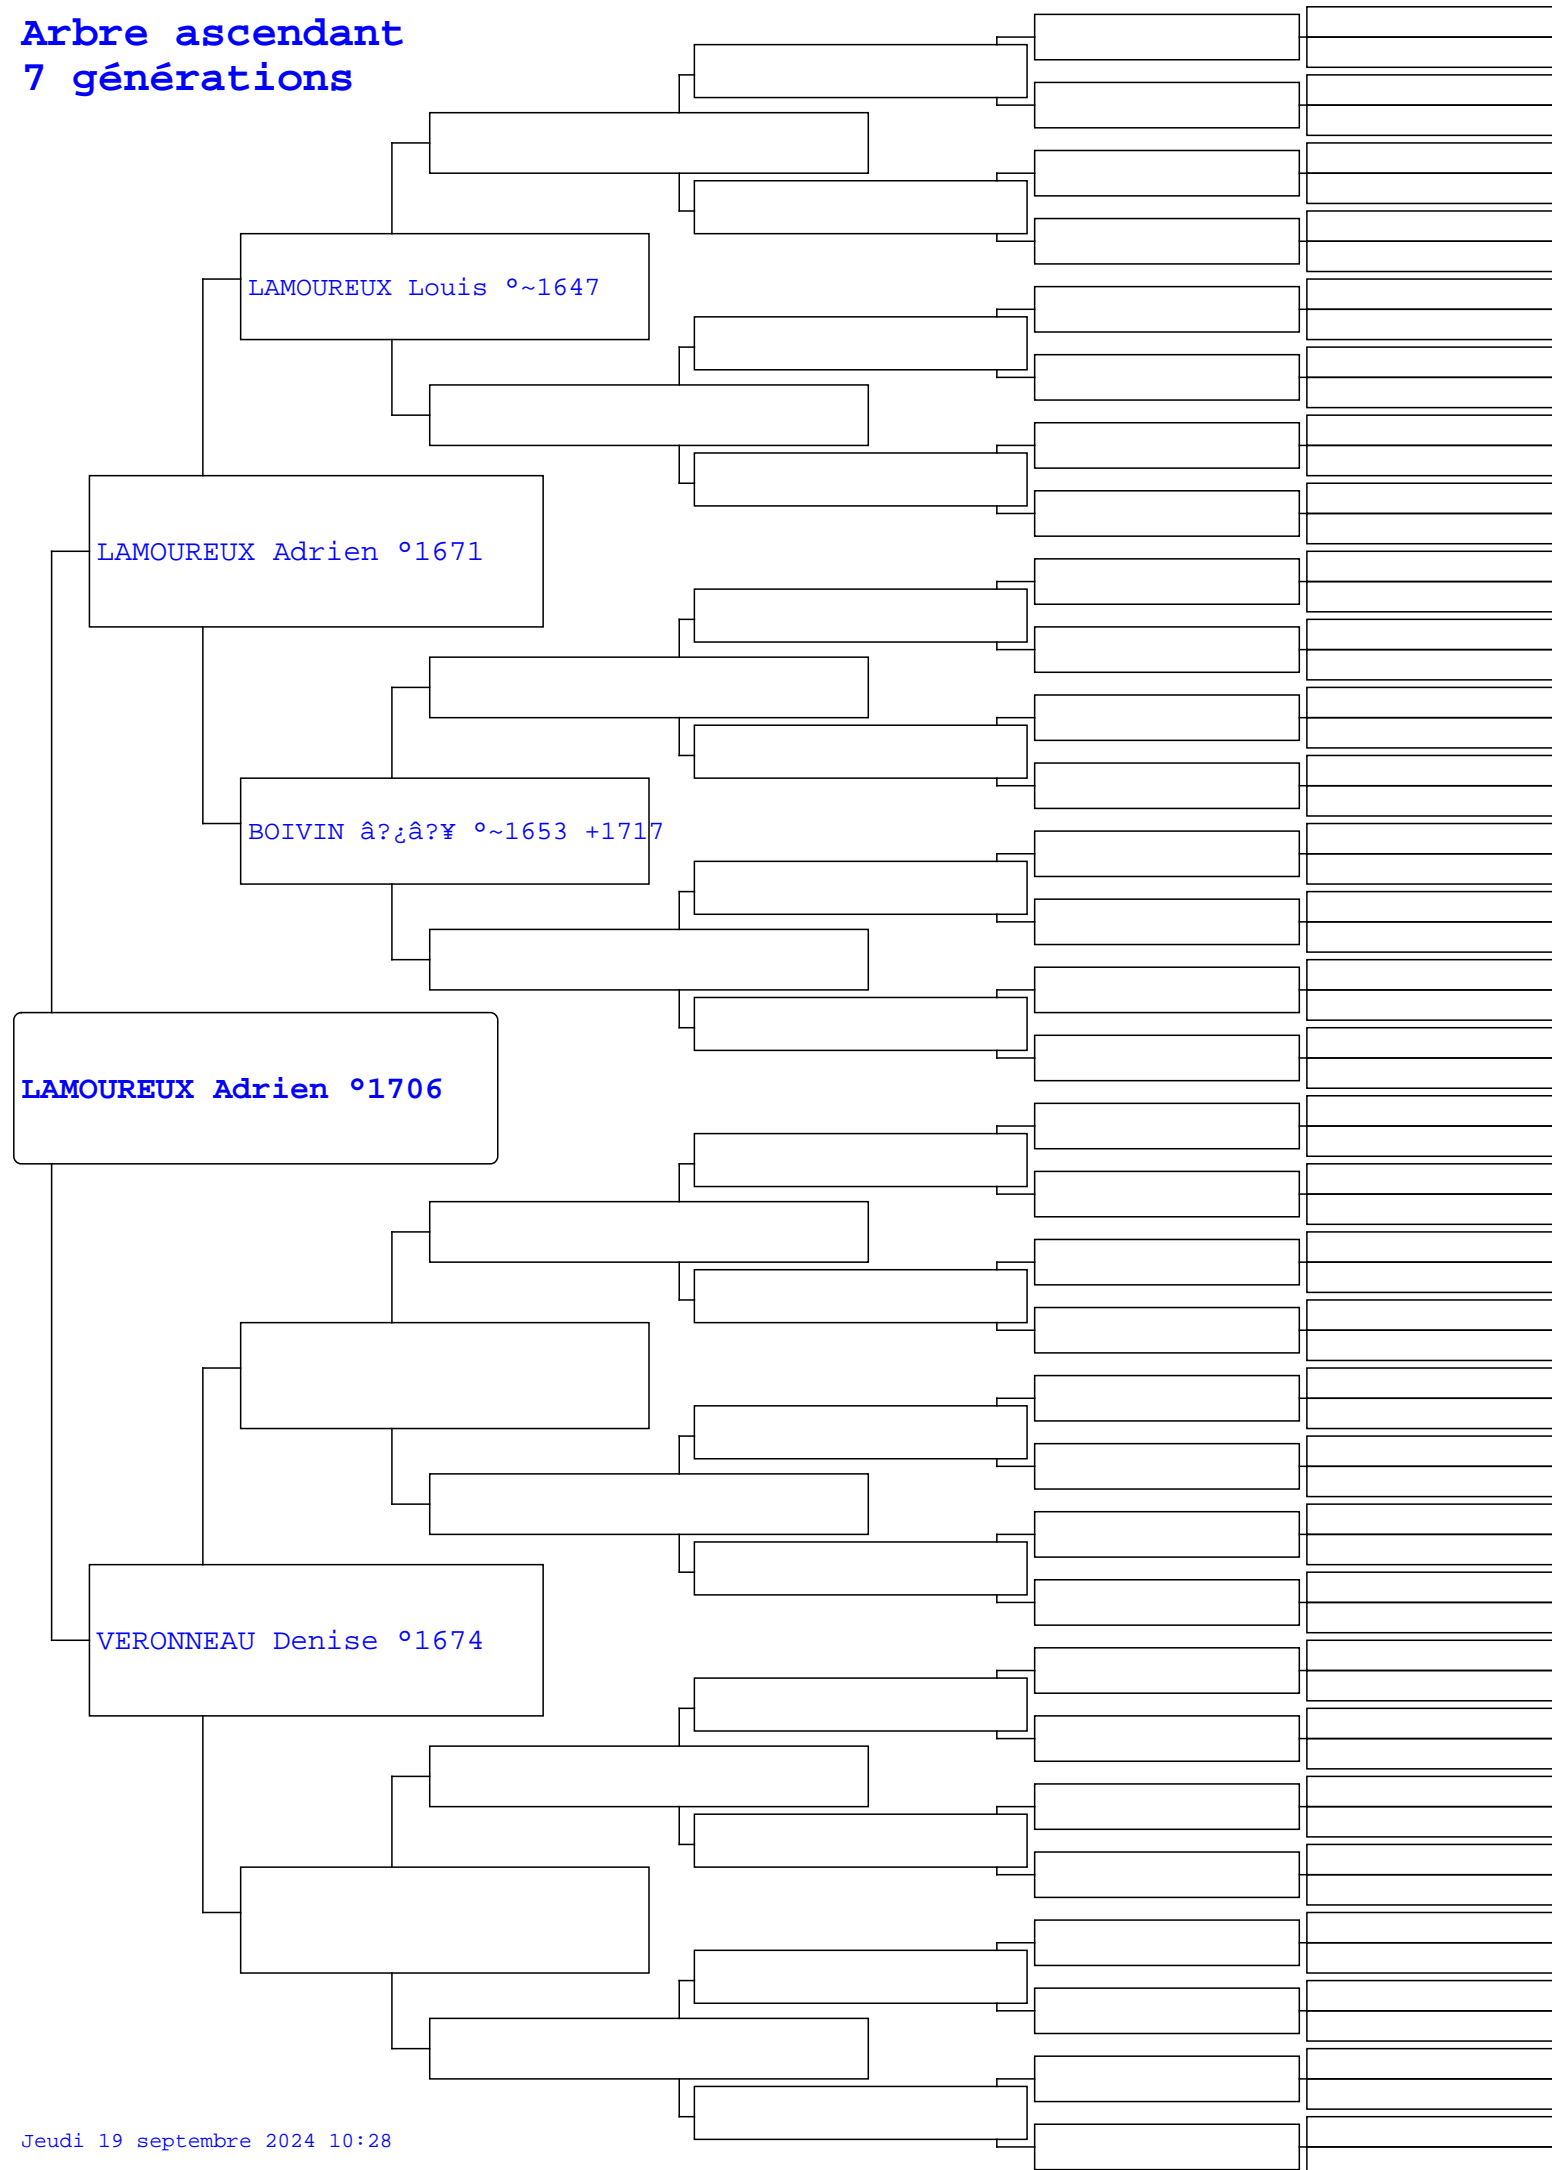 Arbre ascendant
7 générations
LAMOUREUX Louis °~1647
LAMOUREUX Adrien °1671
BOIVIN â?¿â?¥ °~1653 +1717
LAMOUREUX Adrien °1706
VERONNEAU Denise °1674
Jeudi 19 septembre 2024 10:28